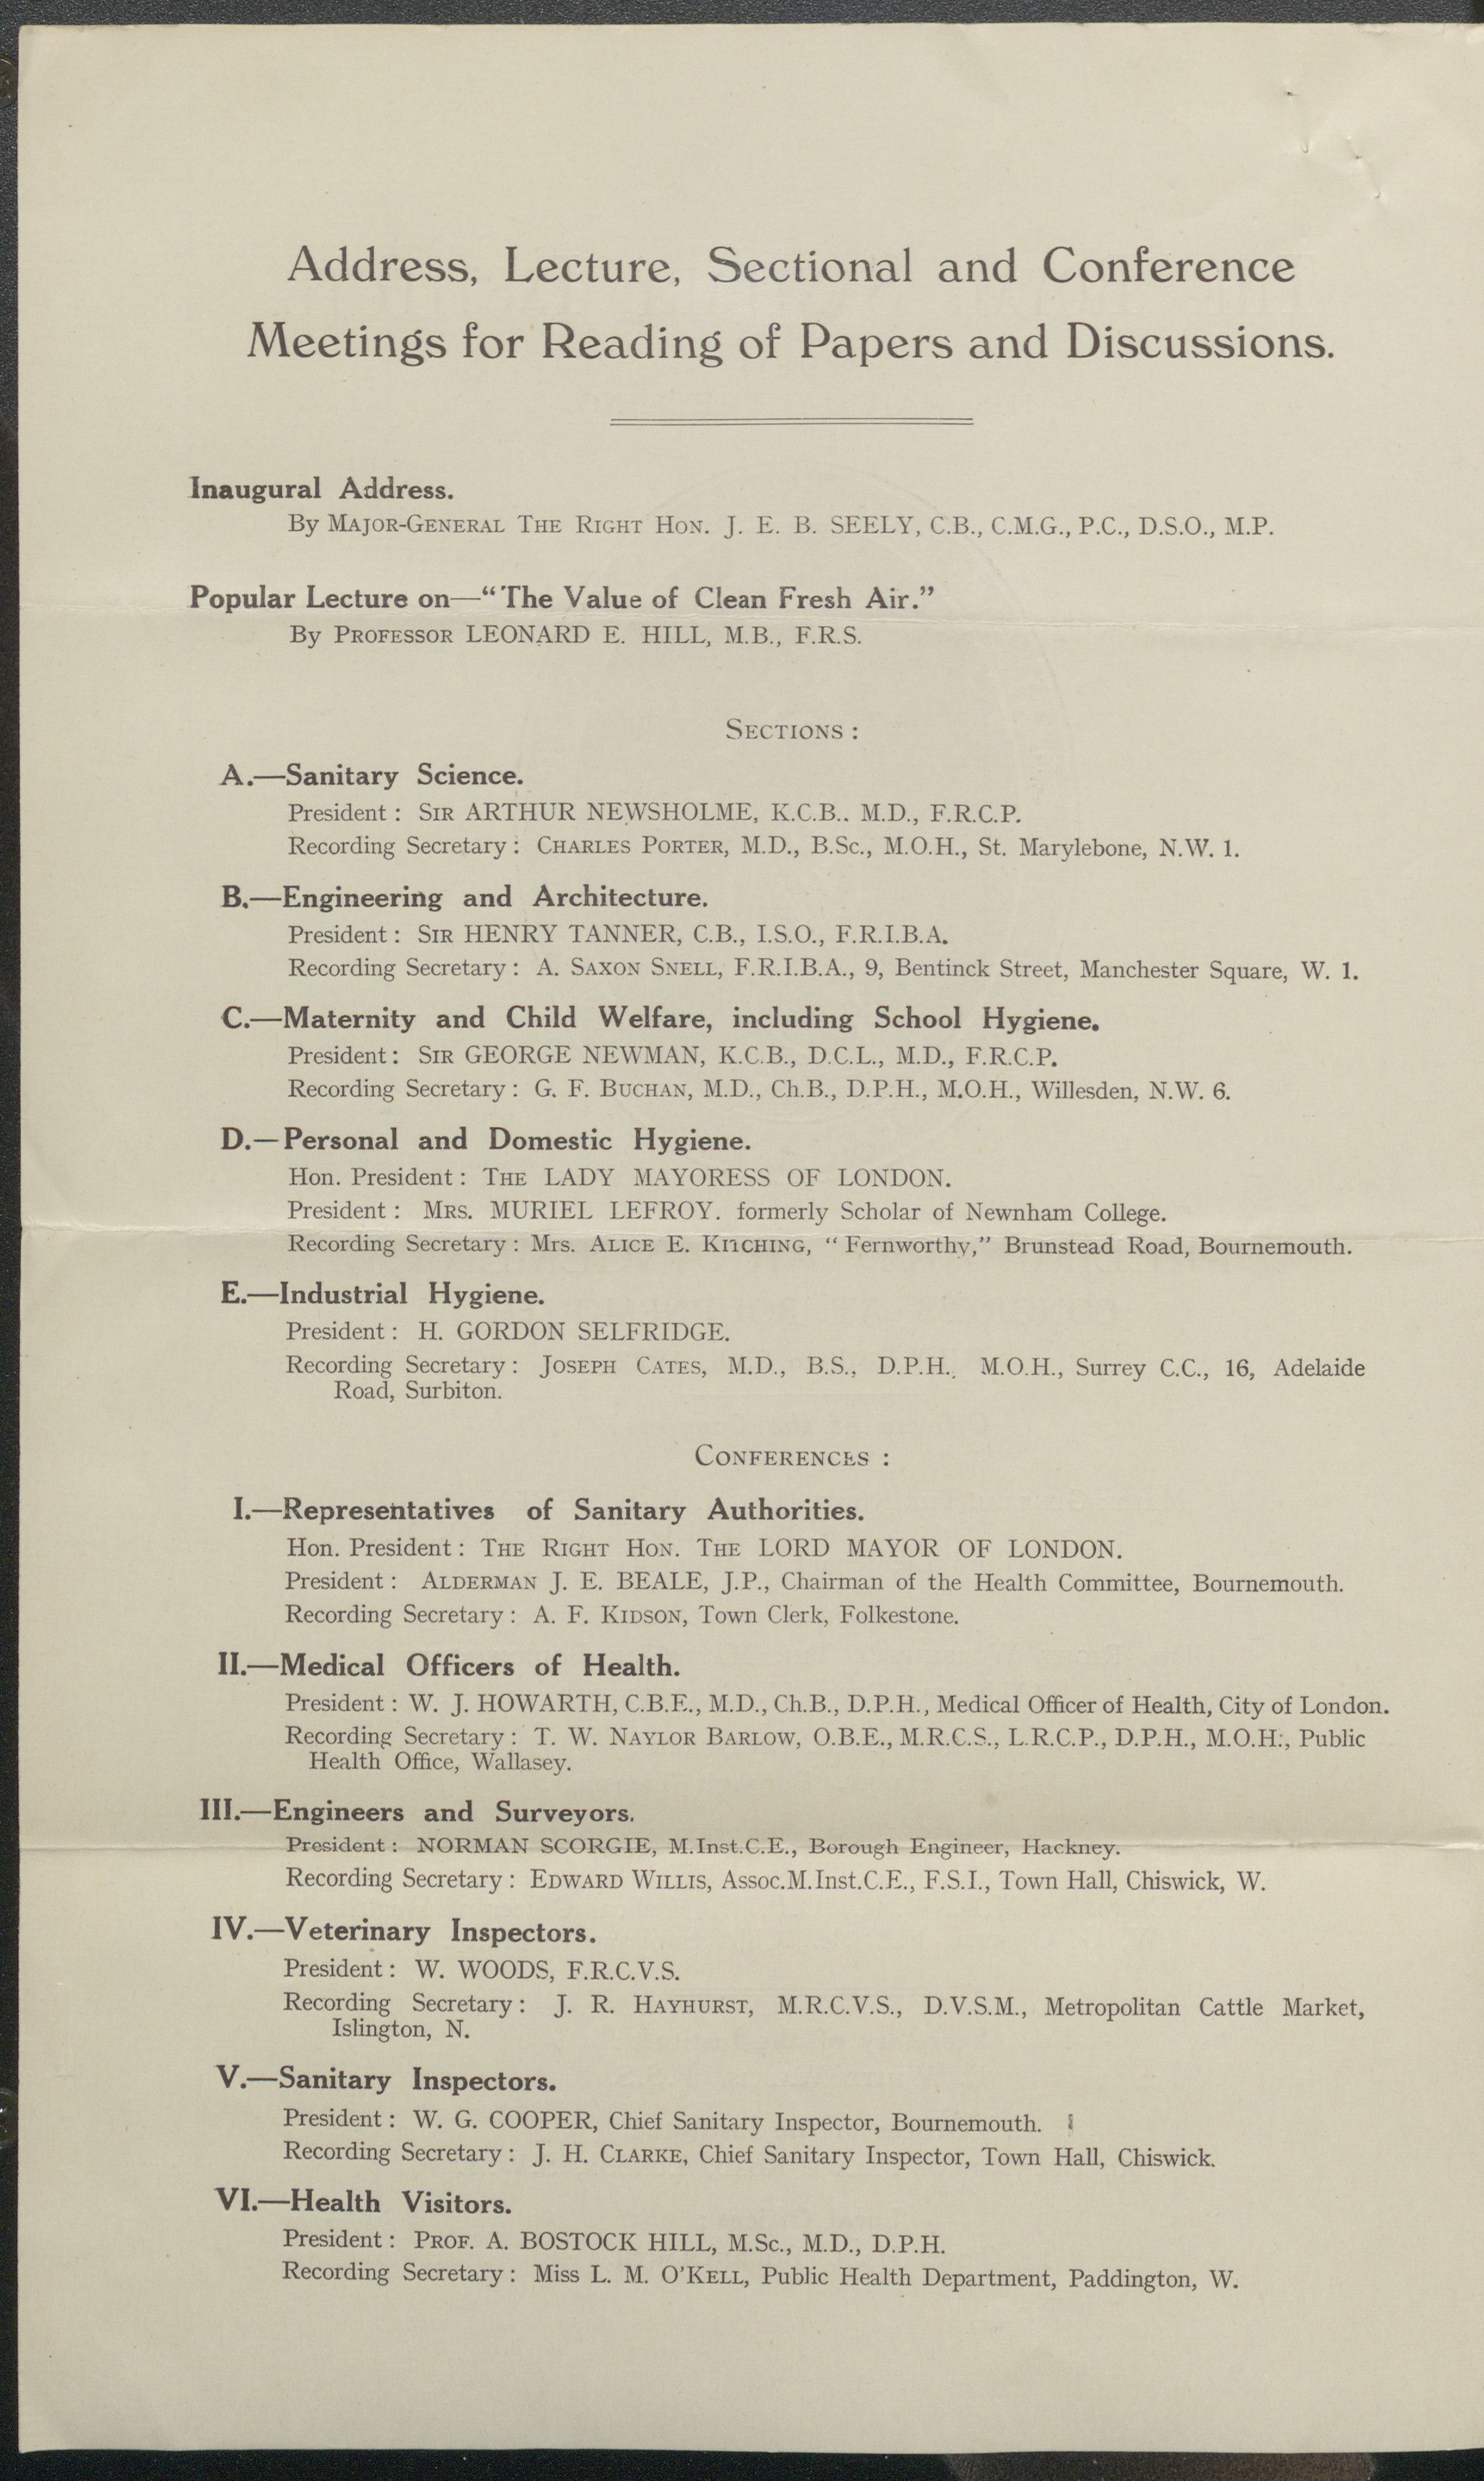 Address, Lecture, Sectional and Conference
Meetings for Reading of Papers and Discussions.
Inaugural Address.
By MAJOR-GENERAL THE RIGHT HON. J. E. B. SEELY, C.B., C.M.G., P.C., D.S.O., M.P.
Popular Lecture on—“The Value of Clean Fresh Air.”
By PROFESSOR LEONARD E. HILL, M.B., F.R.S.
SECTIONS :
A.—Sanitary Science.
President : SIR ARTHUR NEWSHOLME, K.C.B.. M.D., F.R.C.P.
Recording Secretary : CHARLES PORTER, M.D., B.Sc., M.O.H., St. Marylebone, N.W. 1.
B.—Engineering and Architecture.
President : SIR HENRY TANNER, C.B., I.S.O., F.R.I.B.A.
Recording Secretary : A. SAXON SNELL, F.R.I.B.A., 9, Bentinck Street, Manchester Square, W. 1.
C.—Maternity and Child Welfare, including School Hygiene.
President : SIR GEORGE NEWMAN, K.C.B., D.C.L., M.D., F.R.C.P.
Recording Secretary : G. F. BUCHAN, M.D., Ch.B., D.P.H., M.O.H., Willesden, N.W. 6.
D.—Personal and Domestic Hygiene.
Hon. President : THE LADY MAYORESS OF LONDON.
President : MRS. MURIEL LEFROY. formerly Scholar of Newnham College.
Recording Secretary : Mrs. ALICE E. KITCHING, “ Fernworthy,” Brunstead Road, Bournemouth.
E.—Industrial Hygiene.
President : H. GORDON SELFRIDGE.
Recording Secretary : JOSEPH CATES, M.D., B.S., D.P.H., M.O.H., Surrey C.C., 16, Adelaide
Road, Surbiton.
CONFERENCES :
I.—Representatives of Sanitary Authorities.
Hon. President : THE RIGHT HON. THE LORD MAYOR OF LONDON.
President : ALDERMAN J. E. BEALE, J.P., Chairman of the Health Committee, Bournemouth.
Recording Secretary : A. F. KIDSON, Town Clerk, Folkestone.
II.—Medical Officers of Health.
President : W. J. HOWARTH, C.B.E., M.D., Ch.B., D.P.H., Medical Officer of Health, City of London.
Recording Secretary : T. W. NAYLOR BARLOW, O.B.E., M.R.C.S., L.R.C.P., D.P.H., M.O.H., Public
Health Office, Wallasey.
III.—Engineers and Surveyors.
President : NORMAN SCORGIE, M.Inst.C.E., Borough Engineer, Hackney.
Recording Secretary : EDWARD WILLIS, Assoc.M.Inst.C.E., F.S.I., Town Hall, Chiswick, W.
IV.—Veterinary Inspectors.
President : W. WOODS, F.R.C.V.S.
Recording Secretary : J. R. HAYHURST, M.R.C.V.S., D.V.S.M., Metropolitan Cattle Market,
Islington, N.
V.—Sanitary Inspectors.
President : W. G. COOPER, Chief Sanitary Inspector, Bournemouth.
Recording Secretary : J. H. CLARKE, Chief Sanitary Inspector, Town Hall, Chiswick.
VI.—Health Visitors.
President : PROF. A. BOSTOCK HILL, M.Sc., M.D., D.P.H.
Recording Secretary : Miss L. M. O’KELL, Public Health Department, Paddington, W.